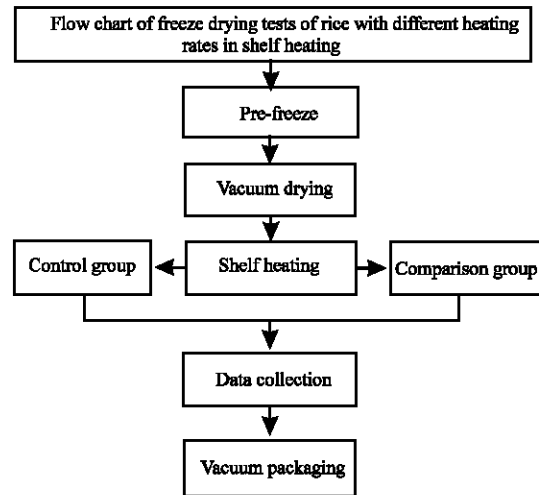 Flow chart of freeze drying tests of rice with different heating
rates in shelf heating
Pre-freeze
Vacuum drying
Control group
Shelf heating
Comparison group
Data collection
Vacuum packaging